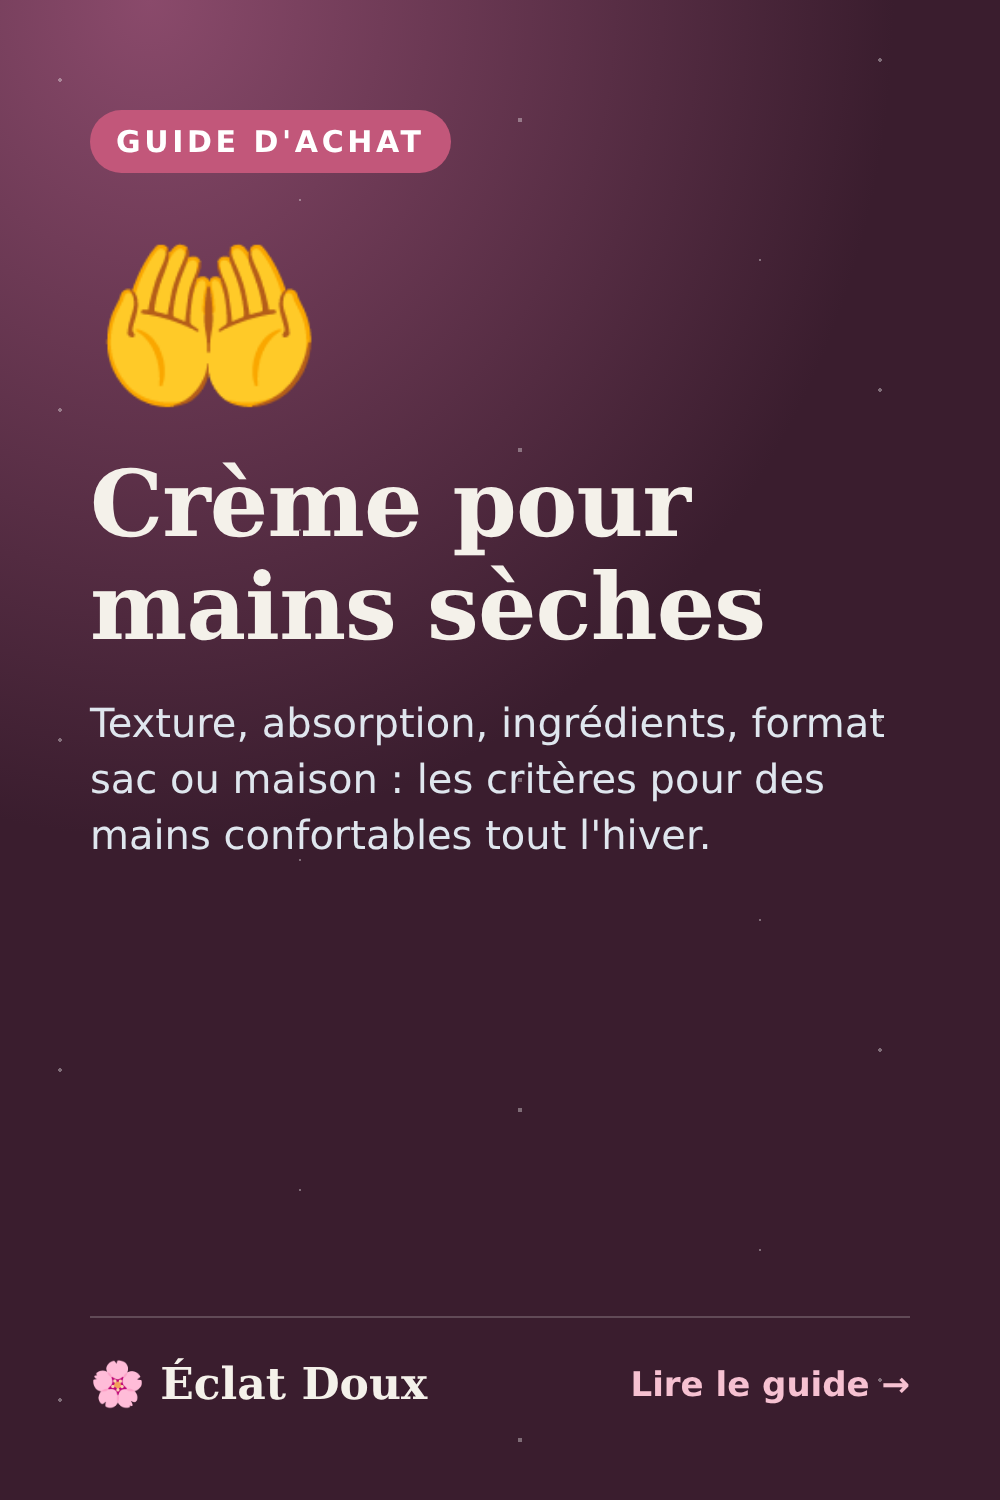 GUIDE D'ACHAT
Crème pour
mains sèches
Texture, absorption, ingrédients, format
sac ou maison : les critères pour des
mains confortables tout l'hiver.
Éclat Doux
Lire le guide →